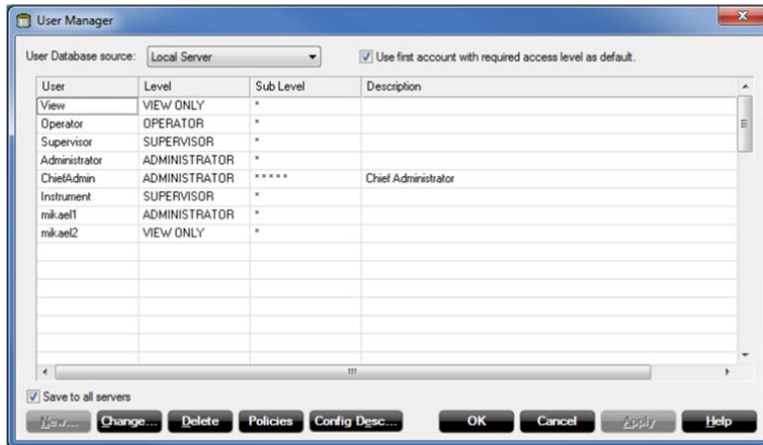 User Manager
User Database source: Local Server Use first account with required access level as default.
User Level Sub Level Description
View VIEW ONLY *
Operator OPERATOR *
Supervisor SUPERVISOR *
Administrator ADMINISTRATOR *
ChiefAdmin ADMINISTRATOR * * * * * Chief Administrator
Instrument SUPERVISOR *
mikael1 ADMINISTRATOR *
mikael2 VIEW ONLY *
Save to all servers
New... Change... Delete Policies Config Desc... OK Cancel Apply Help